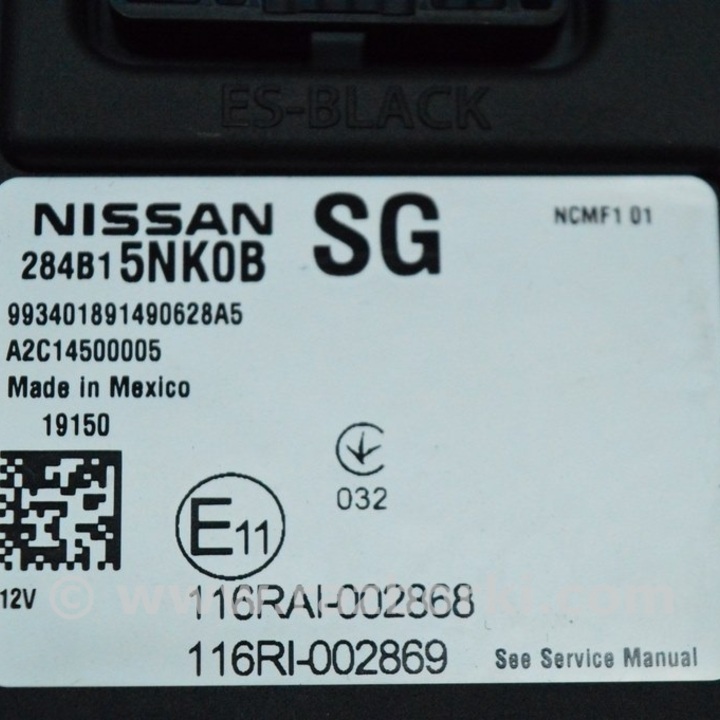 ES-BLACK
NISSAN SG NCMF1 01
284B1 5NK0B
993401891490628A5
A2C14500005
Made in Mexico
19150
032
E11
12V
116RAI-002868
116RI-002869 See Service Manual